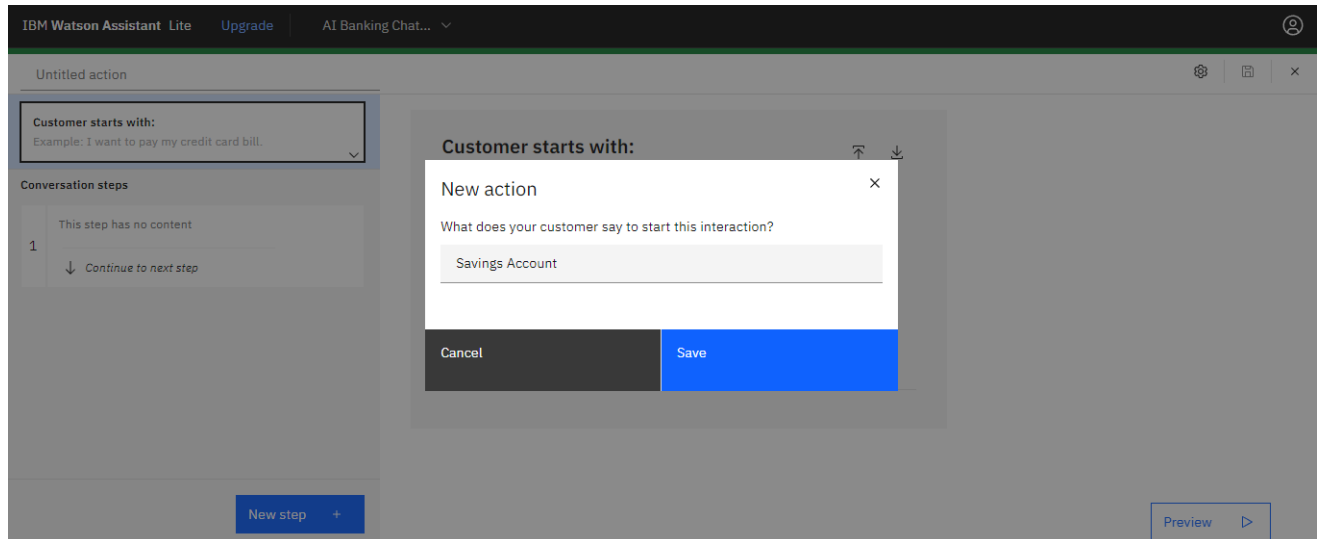 IBM Watson Assistant Lite Upgrade AI Banking Chat...
Untitled action
Customer starts with:
Example: I want to pay my credit card bill.
Conversation steps
1
This step has no content
Continue to next step
New step +
Customer starts with:
New action
What does your customer say to start this interaction?
Savings Account
Cancel
Save
Preview